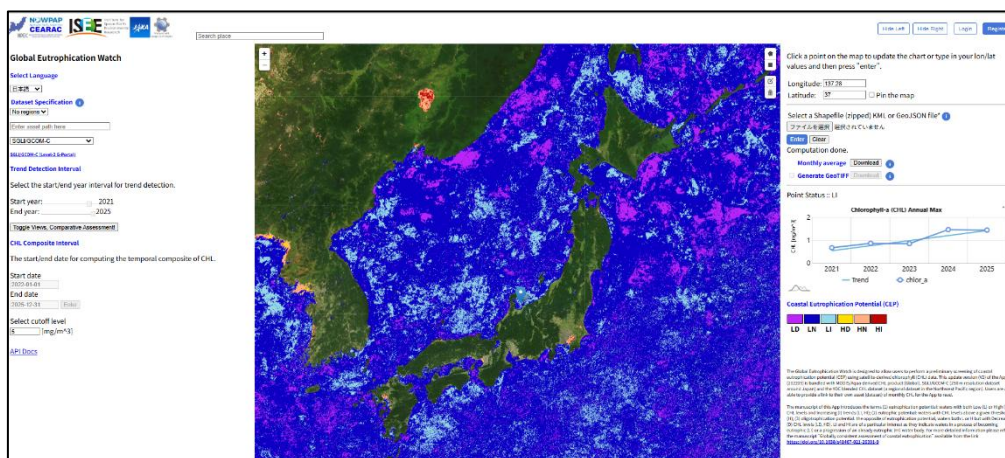 NOWPAP
CEARAC
ISEE
Search place
Hide Left
Hide Right
Login
Register
Global Eutrophication Watch
Select Language
日本語
Dataset Specification
No regions
Enter asset path here
SGLI/GCOM-C
Trend Detection Interval
Select the start/end year interval for trend detection.
Start year: 2021
End year: 2025
Toggle Views, Comparative Assessment!
CHL Composite Interval
The start/end date for computing the temporal composite of CHL.
Start date
2022-01-01
End date
2025-12-31
Enter
Select cutoff level
5 [mg/m^3]
API Docs
Click a point on the map to update the chart or type in your lon/lat
values and then press "enter".
Longitude: 137.28
Latitude: 37
Pin the map
Select a Shapefile (zipped) KML or GeoJSON file*
ファイルを選択 選択されていません
Enter
Clear
Computation done.
Monthly average
Download
Generate GeoTIFF
Download
Point Status :: LI
Chlorophyll-a (CHL) Annual Max
CHL [mg/m^3]
2
1
0
2021 2022 2023 2024 2025
Trend
chlor_a
Coastal Eutrophication Potential (CEP)
LD LN LI HD HN HI